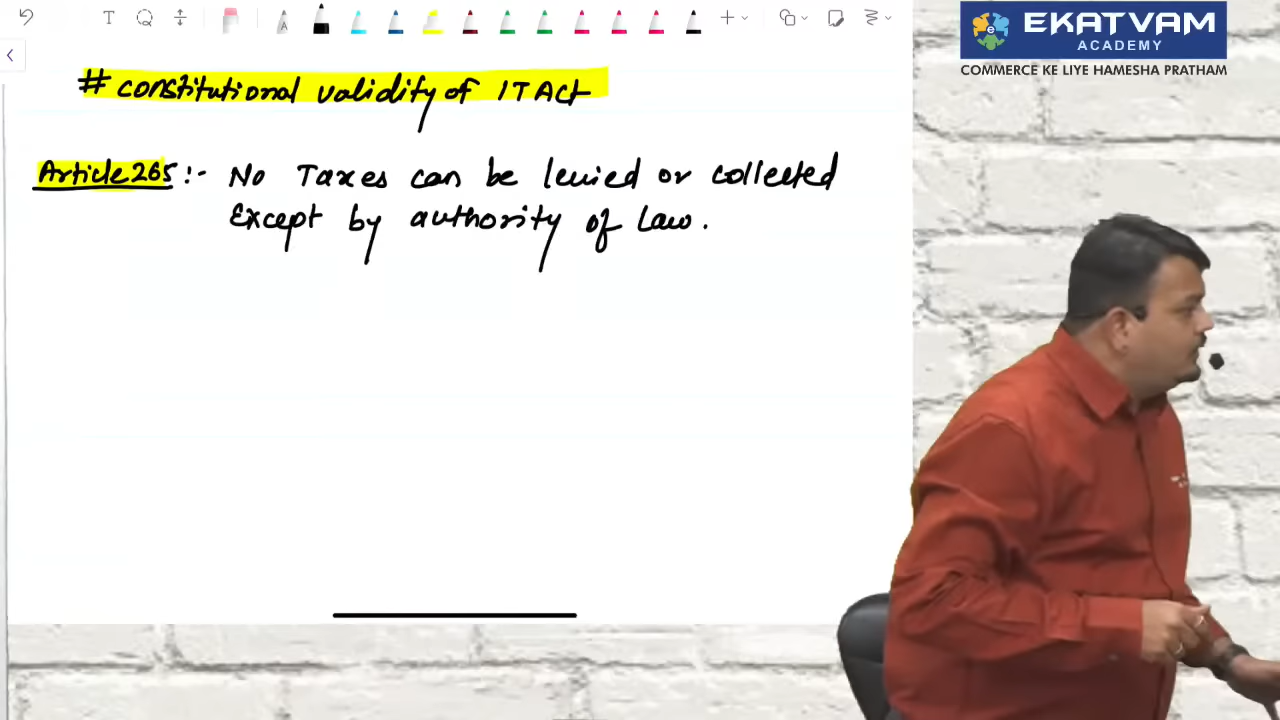 EKATVAM
ACADEMY
COMMERCE KE LIYE HAMESHA PRATHAM
# constitutional validity of IT Act
Article 265 :- No Taxes can be levied or collected
Except by authority of Law.